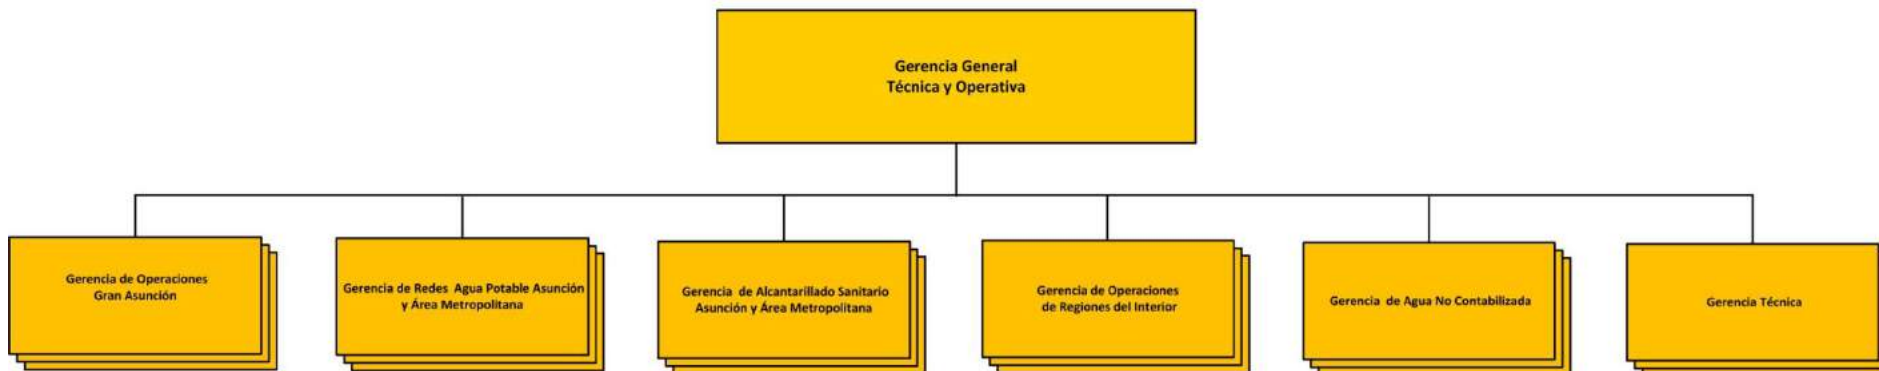 Gerencia General
Técnica y Operativa
Gerencia de Operaciones
Gran Asunción
Gerencia de Redes Agua Potable Asunción
y Área Metropolitana
Gerencia de Alcantarillado Sanitario
Asunción y Área Metropolitana
Gerencia de Operaciones
de Regiones del Interior
Gerencia de Agua No Contabilizada
Gerencia Técnica